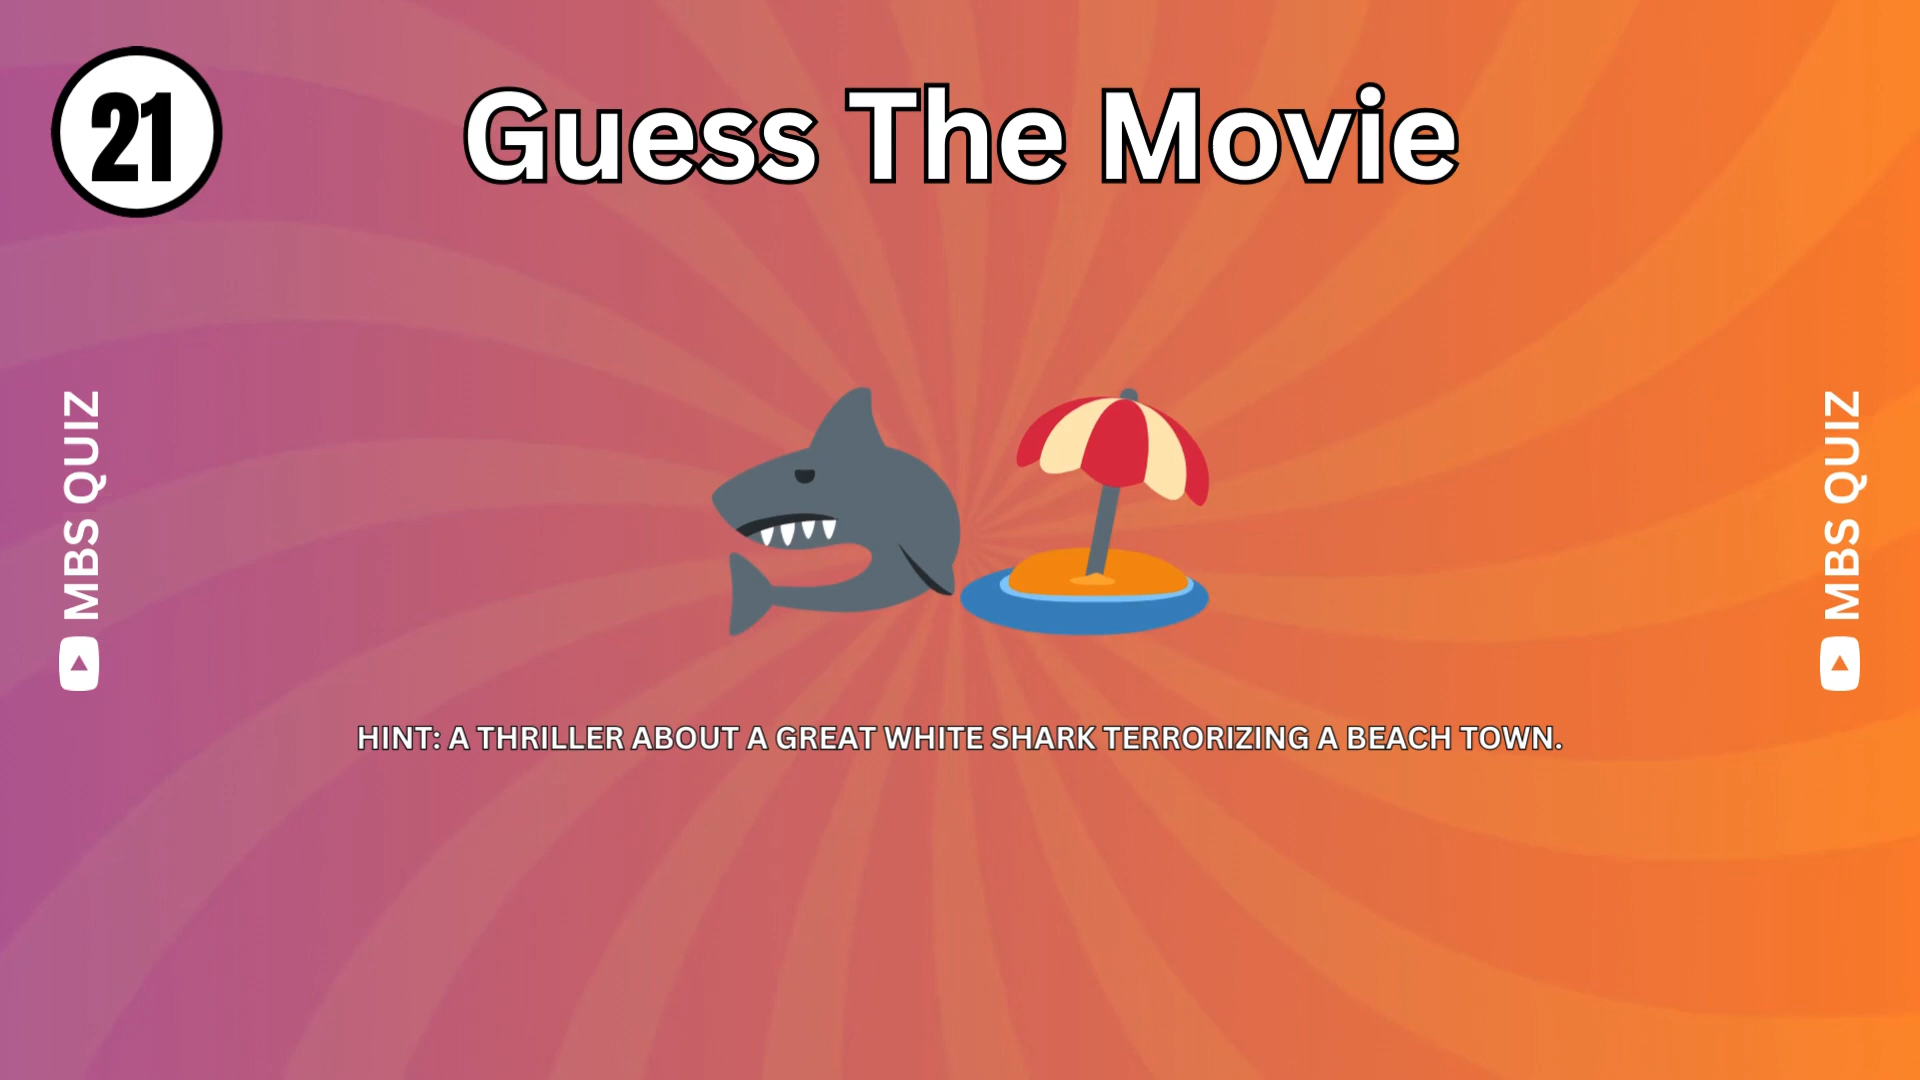 21
Guess The Movie
MBS QUIZ
MBS QUIZ
HINT: A THRILLER ABOUT A GREAT WHITE SHARK TERRORIZING A BEACH TOWN.